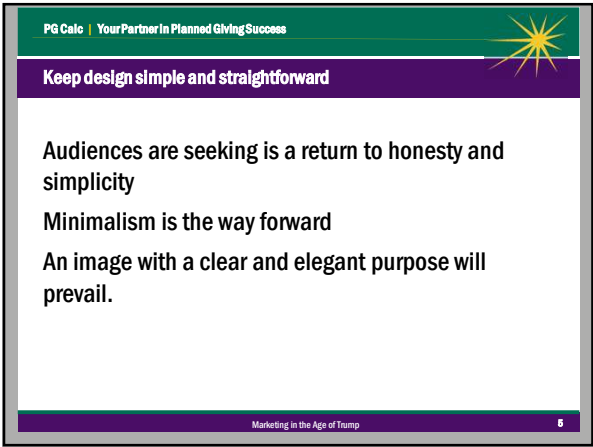 PG Calc | Your Partner in Planned Giving Success
Keep design simple and straightforward
Audiences are seeking is a return to honesty and
simplicity
Minimalism is the way forward
An image with a clear and elegant purpose will
prevail.
Marketing in the Age of Trump